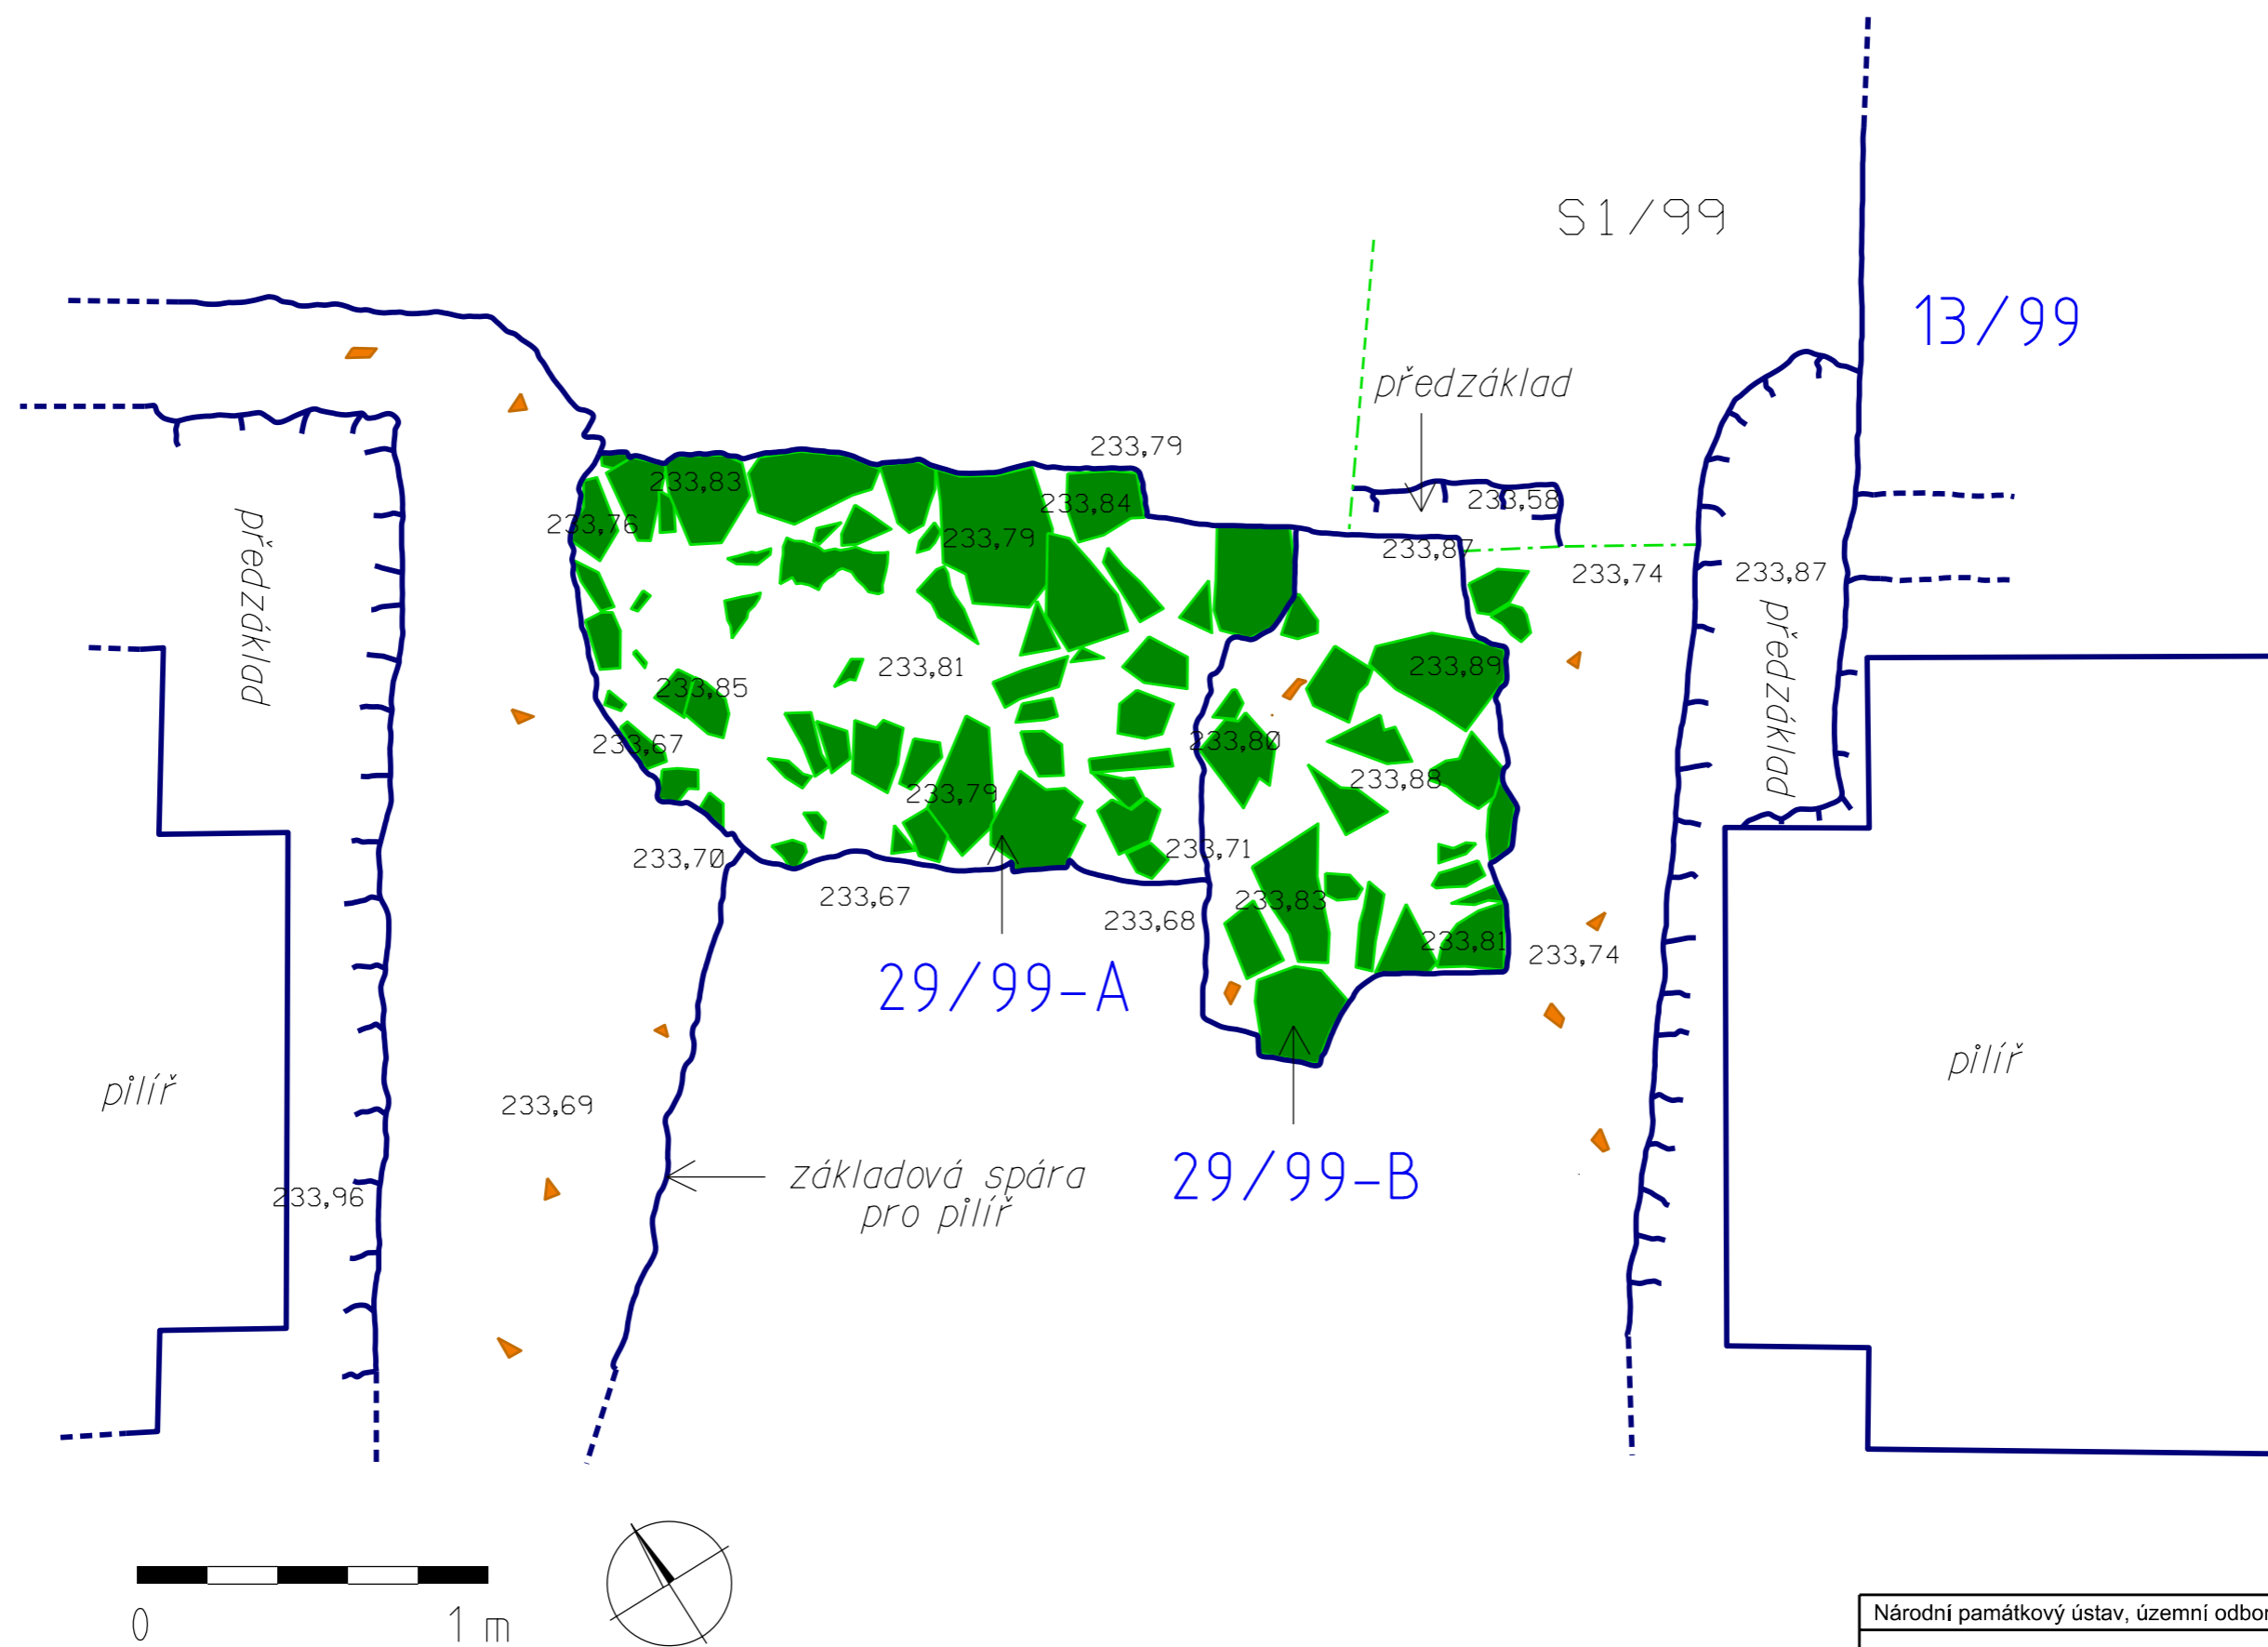 S1/99
13/99
předzáklad
233,79
233,83
233,84
233,58
233,76
233,79
233,87
233,74
233,87
předzáklad
předzáklad
233,81
233,89
233,85
233,67
233,80
233,88
233,79
233,70
233,71
233,67
233,68
233,83
233,81
233,74
29/99-A
pilíř
pilíř
233,69
29/99-B
základová spára
pro pilíř
233,96
0
1 m
Národní památkový ústav, územní odbor